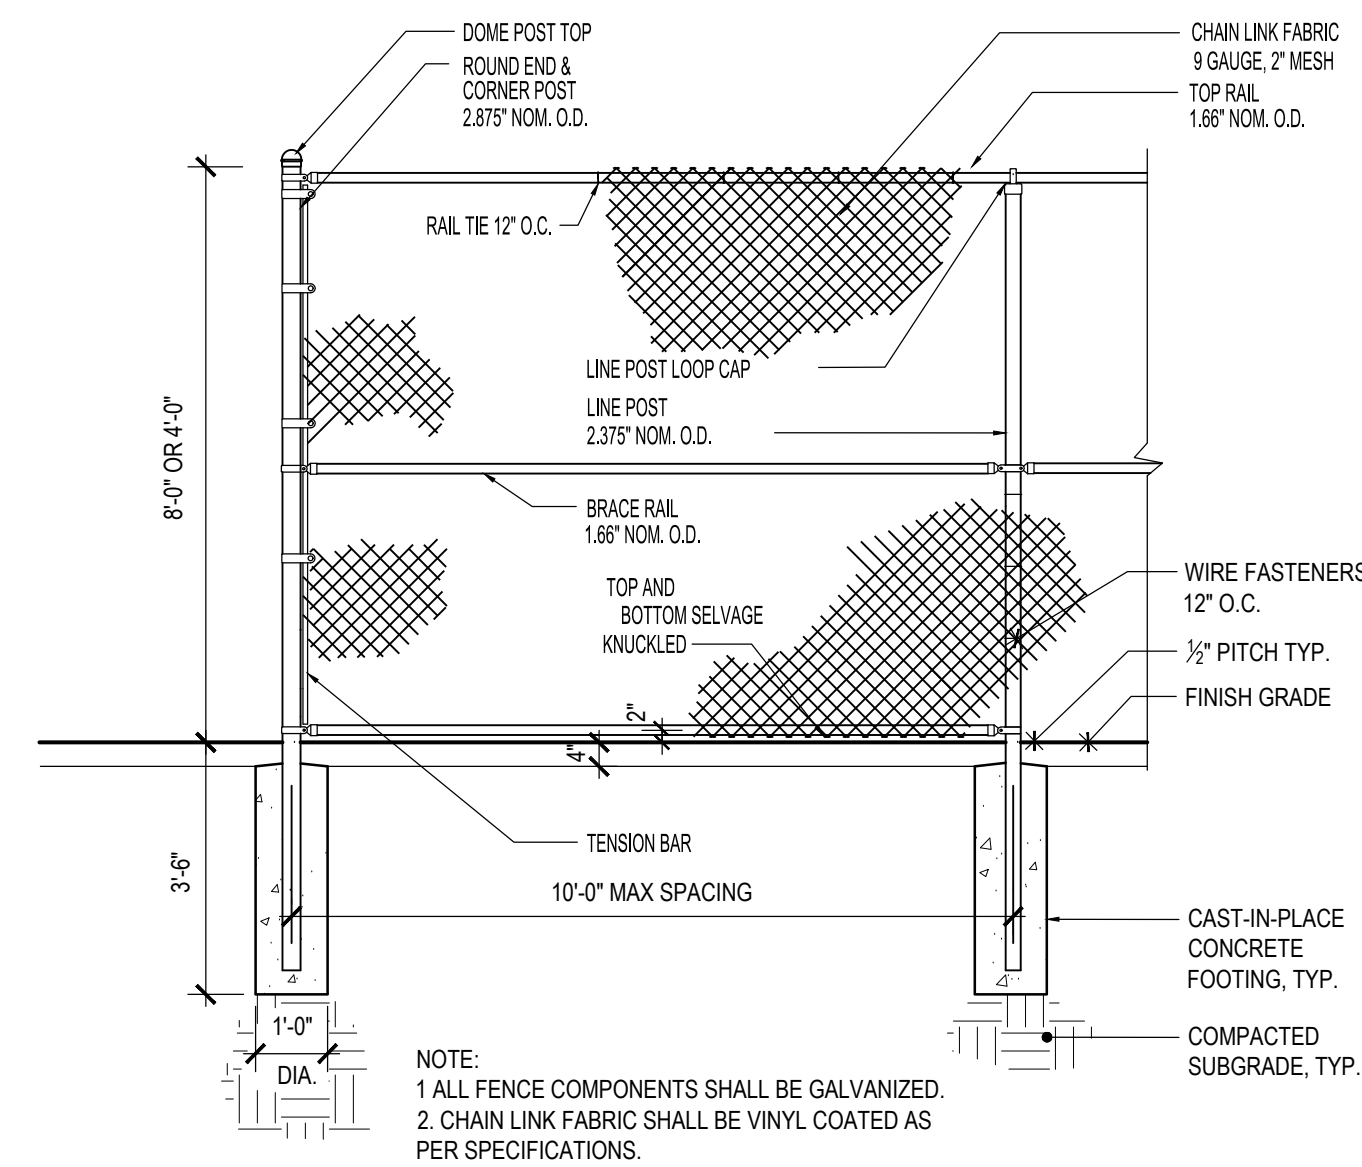 DOME POST TOP
ROUND END &
CORNER POST
2.875" NOM. O.D.
CHAIN LINK FABRIC
9 GAUGE, 2" MESH
TOP RAIL
1.66" NOM. O.D.
RAIL TIE 12" O.C.
LINE POST LOOP CAP
LINE POST
2.375" NOM. O.D.
8'-0" OR 4'-0"
BRACE RAIL
1.66" NOM. O.D.
TOP AND
BOTTOM SELVAGE
KNUCKLED
WIRE FASTENERS
12" O.C.
½" PITCH TYP.
FINISH GRADE
2"
4"
TENSION BAR
3'-6"
10'-0" MAX SPACING
CAST-IN-PLACE
CONCRETE
FOOTING, TYP.
1'-0"
DIA.
COMPACTED
SUBGRADE, TYP.
NOTE:
1 ALL FENCE COMPONENTS SHALL BE GALVANIZED.
2. CHAIN LINK FABRIC SHALL BE VINYL COATED AS
PER SPECIFICATIONS.